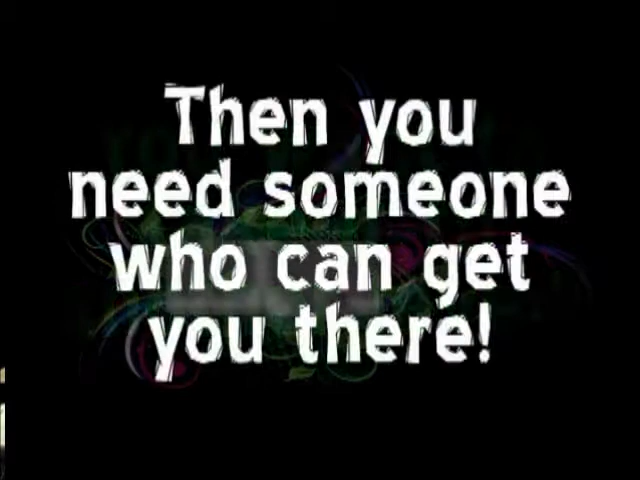 Then you
need someone
who can get
you there!